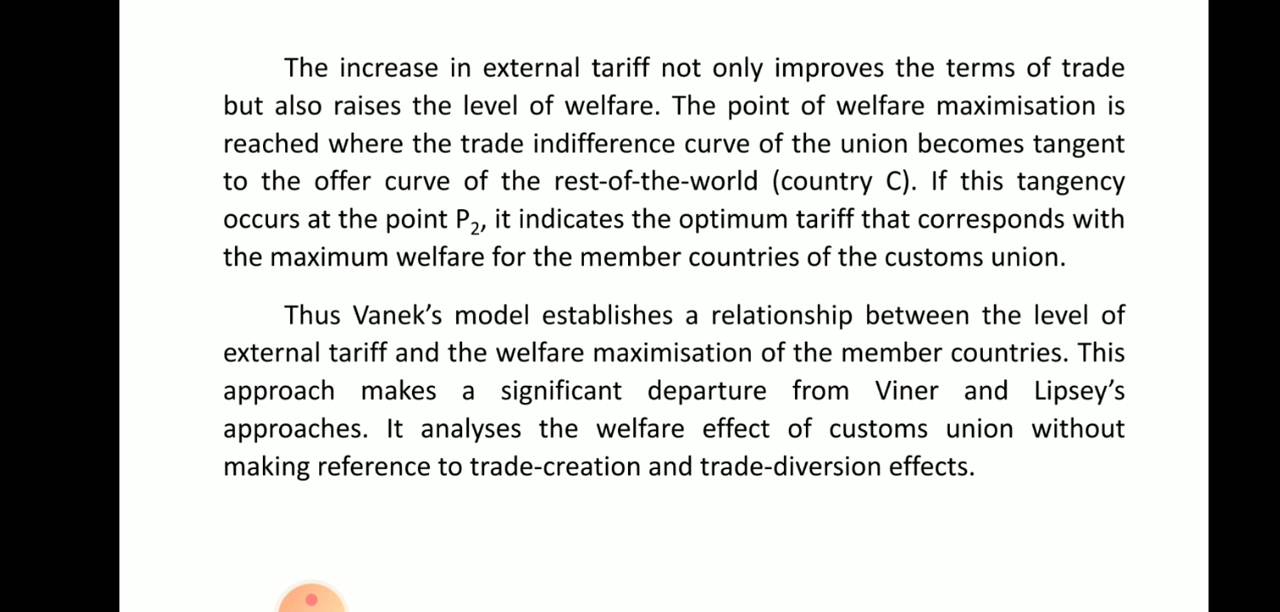 The increase in external tariff not only improves the terms of trade
but also raises the level of welfare. The point of welfare maximisation is
reached where the trade indifference curve of the union becomes tangent
to the offer curve of the rest-of-the-world (country C). If this tangency
occurs at the point P₂, it indicates the optimum tariff that corresponds with
the maximum welfare for the member countries of the customs union.
Thus Vanek’s model establishes a relationship between the level of
external tariff and the welfare maximisation of the member countries. This
approach makes a significant departure from Viner and Lipsey’s
approaches. It analyses the welfare effect of customs union without
making reference to trade-creation and trade-diversion effects.